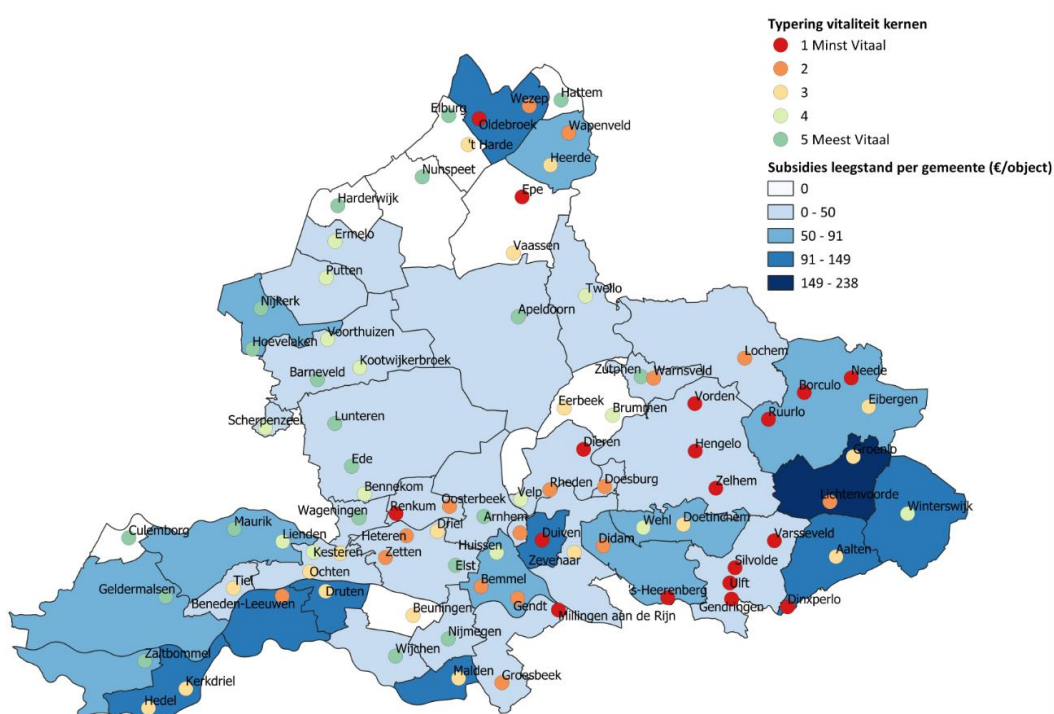 Typering vitaliteit kernen
1 Minst Vitaal
2
3
4
5 Meest Vitaal
Subsidies leegstand per gemeente (€/object)
0
0 - 50
50 - 91
91 - 149
149 - 238
Hattem
Wezep
Elburg
Oldebroek
Wapenveld
't Harde
Heerde
Nunspeet
Epe
Harderwijk
Ermelo
Vaassen
Putten
Twello
Nijkerk
Apeldoorn
Voorthuizen
Hoevelaken
Kootwijkerbroek
Lochem
Barneveld
Zutphen
Warnsveld
Neede
Borculo
Eerbeek
Brummen
Vorden
Eibergen
Scherpenzeel
Lunteren
Ruurlo
Dieren
Hengelo
Groenlo
Ede
Bennekom
Velp
Rheden
Doesburg
Zelhem
Lichtenvoorde
Wageningen
Renkum
Oosterbeek
Winterswijk
Culemborg
Maurik
Lienden
Heteren
Driel
Arnhem
Duiven
Wehl
Doetinchem
Varsseveld
Kesteren
Zetten
Huissen
Zevenaar
Didam
Aalten
Ochten
Elst
Silvolde
Geldermalsen
Tiel
Beneden-Leeuwen
Druten
Bemmel
Gendt
's-Heerenberg
Ulft
Gendringen
Dinxperlo
Beuningen
Millingen aan de Rijn
Nijmegen
Wijchen
Zaltbommel
Kerkdriel
Malden
Groesbeek
Hedel